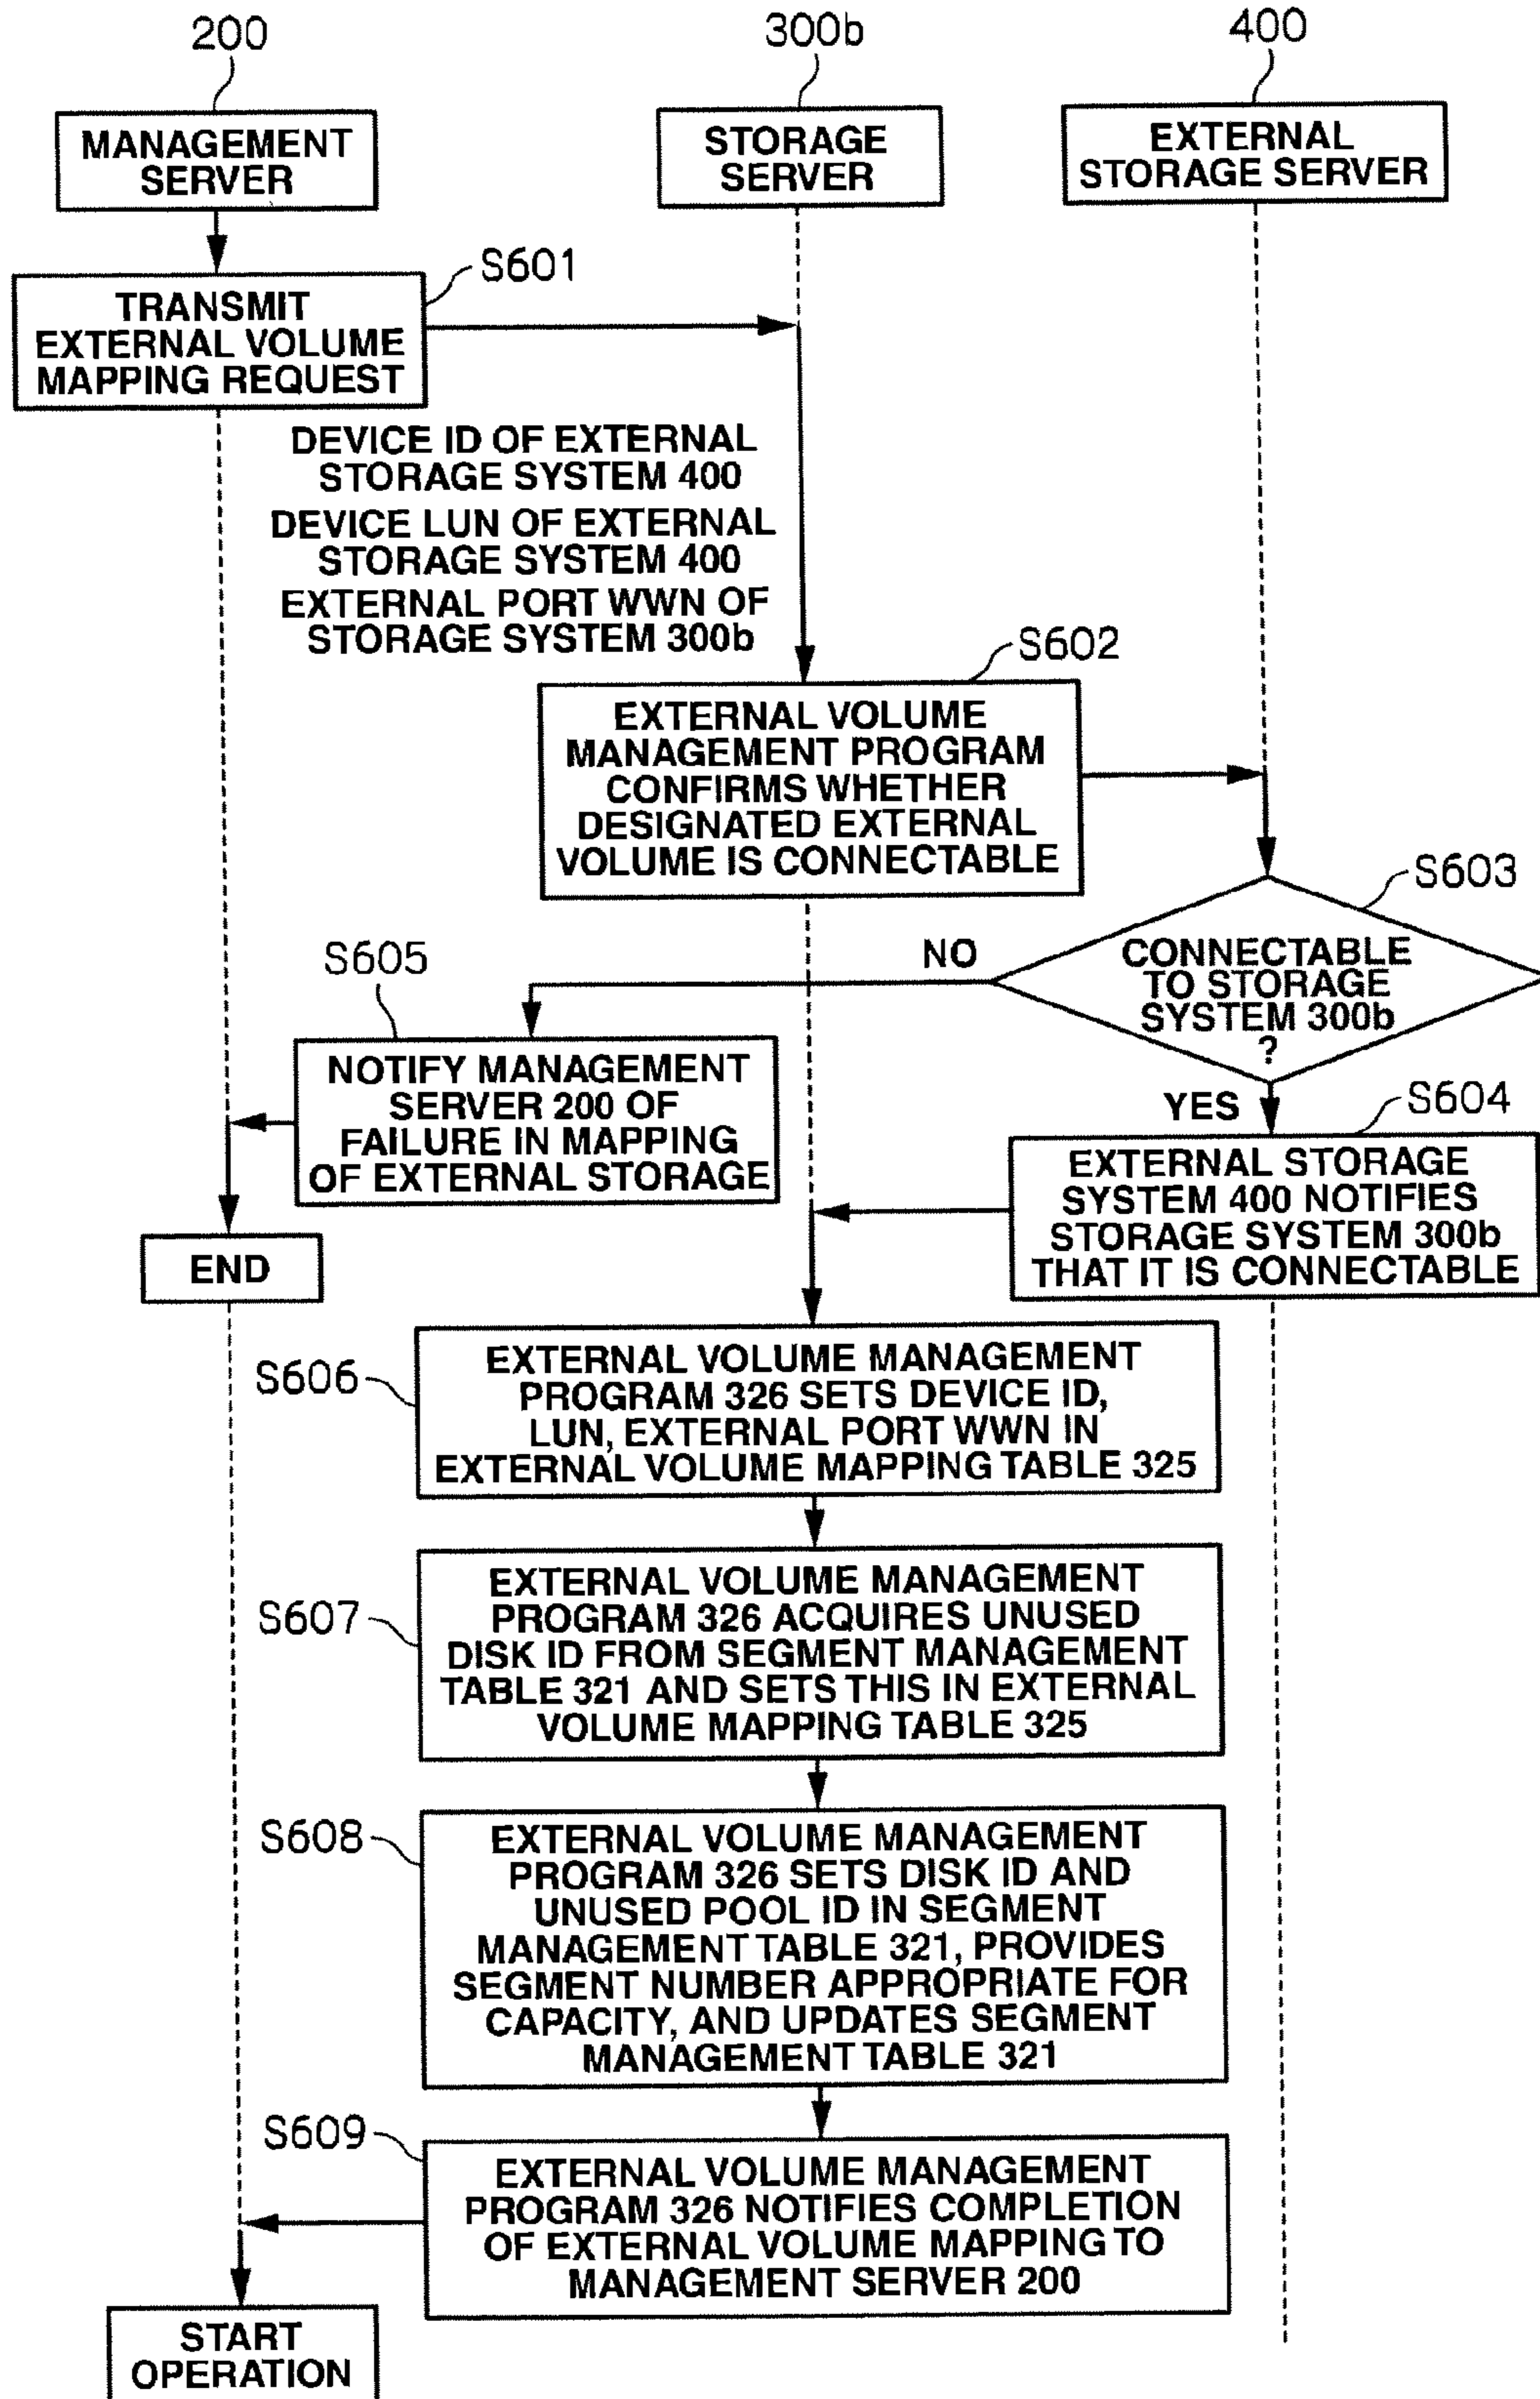 200
300b
400
MANAGEMENT
SERVER
STORAGE
SERVER
EXTERNAL
STORAGE SERVER
S601
TRANSMIT
EXTERNAL VOLUME
MAPPING REQUEST
DEVICE ID OF EXTERNAL
STORAGE SYSTEM 400
DEVICE LUN OF EXTERNAL
STORAGE SYSTEM 400
EXTERNAL PORT WWN OF
STORAGE SYSTEM 300b
S602
EXTERNAL VOLUME
MANAGEMENT PROGRAM
CONFIRMS WHETHER
DESIGNATED EXTERNAL
VOLUME IS CONNECTABLE
S603
CONNECTABLE
TO STORAGE
SYSTEM 300b
?
NO
S605
NOTIFY MANAGEMENT
SERVER 200 OF
FAILURE IN MAPPING
OF EXTERNAL STORAGE
YES
S604
EXTERNAL STORAGE
SYSTEM 400 NOTIFIES
STORAGE SYSTEM 300b
THAT IT IS CONNECTABLE
END
S606
EXTERNAL VOLUME MANAGEMENT
PROGRAM 326 SETS DEVICE ID,
LUN, EXTERNAL PORT WWN IN
EXTERNAL VOLUME MAPPING TABLE 325
S607
EXTERNAL VOLUME MANAGEMENT
PROGRAM 326 ACQUIRES UNUSED
DISK ID FROM SEGMENT MANAGEMENT
TABLE 321 AND SETS THIS IN EXTERNAL
VOLUME MAPPING TABLE 325
S608
EXTERNAL VOLUME MANAGEMENT
PROGRAM 326 SETS DISK ID AND
UNUSED POOL ID IN SEGMENT
MANAGEMENT TABLE 321, PROVIDES
SEGMENT NUMBER APPROPRIATE FOR
CAPACITY, AND UPDATES SEGMENT
MANAGEMENT TABLE 321
S609
EXTERNAL VOLUME MANAGEMENT
PROGRAM 326 NOTIFIES COMPLETION
OF EXTERNAL VOLUME MAPPING TO
MANAGEMENT SERVER 200
START
OPERATION